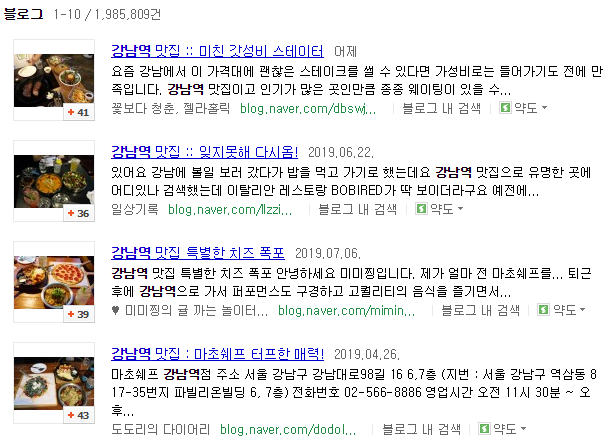 블로그 1-10 / 1,985,809건
강남역 맛집 :: 미친 갓성비 스테이터 어제
요즘 강남에서 이 가격대에 괜찮은 스테이크를 썰 수 있다면 가성비로는 들어가기도 전에 만
족입니다. 강남역 맛집이고 인기가 많은 곳인만큼 종종 웨이팅이 있을 수...
+ 41
꽃보다 청춘, 젤라홀릭 blog.naver.com/dbswj... 블로그 내 검색 약도
강남역 맛집 :: 잊지못해 다시옴! 2019.06.22.
있어요 강남에 볼일 보러 갔다가 밥을 먹고 가기로 했는데요 강남역 맛집으로 유명한 곳에
어디있나 검색했는데 이탈리안 레스토랑 BOBIRED가 딱 보이더라구요 예전에...
+ 36
일상기록 blog.naver.com/llzzi... 블로그 내 검색 약도
강남역 맛집 특별한 치즈 폭포 2019.07.06.
강남역 맛집 특별한 치즈 폭포 안녕하세요 미미찡입니다. 제가 얼마 전 마초쉐프를... 퇴근
후에 강남역으로 가서 퍼포먼스도 구경하고 고퀄리티의 음식을 즐기면서...
+ 39
♥ 미미찡의 귤 까는 놀이터... blog.naver.com/mimin... 블로그 내 검색 약도
강남역 맛집 : 마초쉐프 터프한 매력! 2019.04.26.
마초쉐프 강남역점 주소 서울 강남구 강남대로98길 16 6,7층 (지번 : 서울 강남구 역삼동 8
17-35번지 파빌리온빌딩 6, 7층) 전화번호 02-566-8886 영업시간 오전 11시 30분 ~ 오
후...
+ 43
도도리의 다이어리 blog.naver.com/dodol... 블로그 내 검색 약도